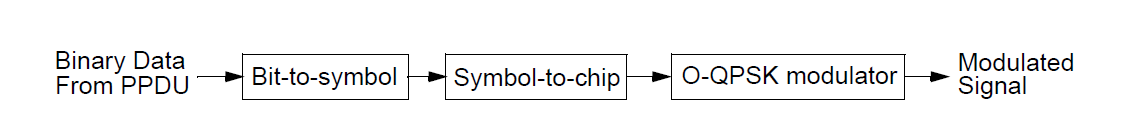 Binary Data
From PPDU
Bit-to-symbol
Symbol-to-chip
O-QPSK modulator
Modulated
Signal